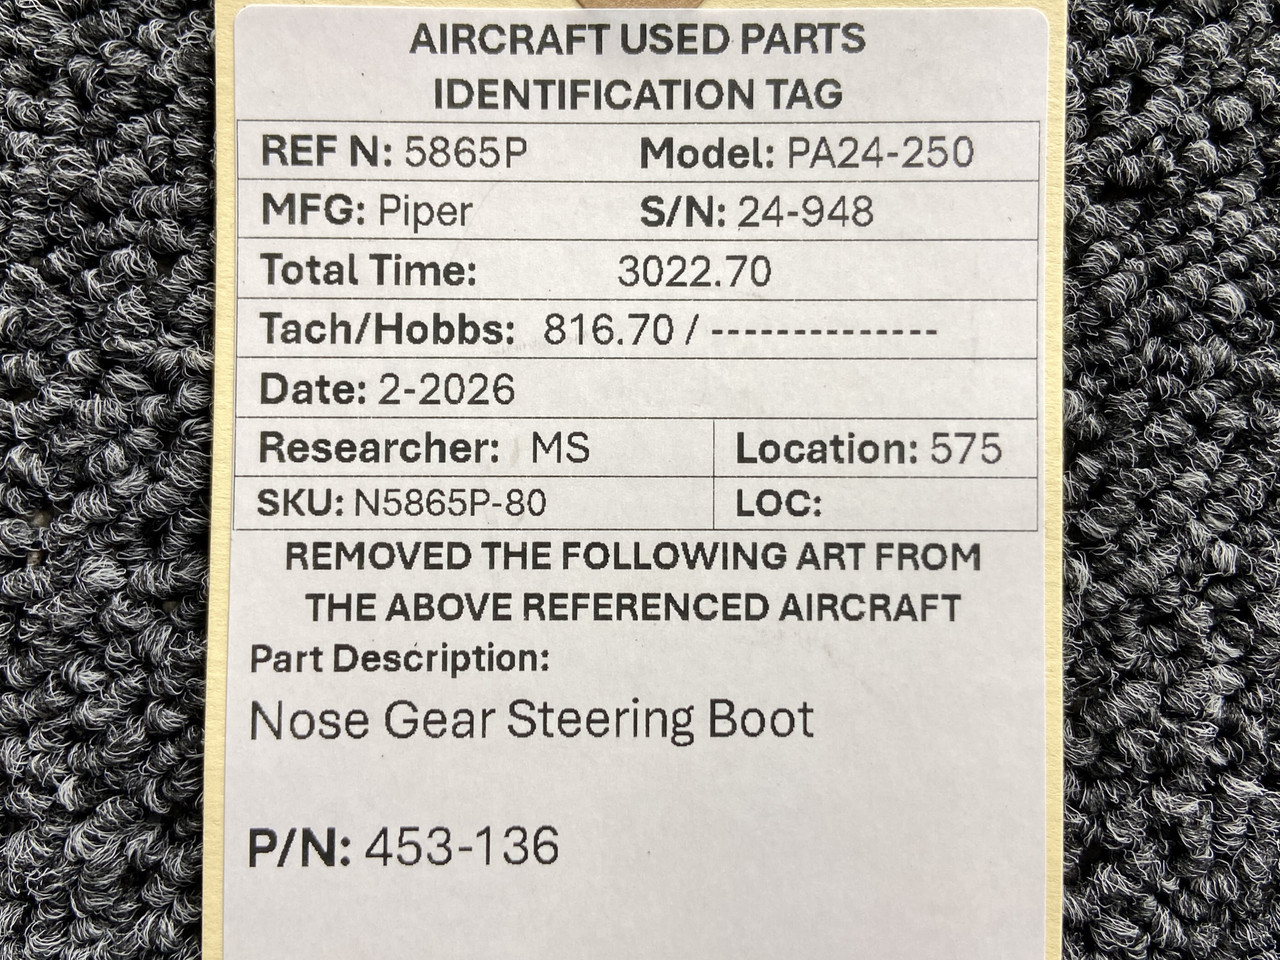 AIRCRAFT USED PARTS
IDENTIFICATION TAG
REF N: 5865P Model: PA24-250
MFG: Piper S/N: 24-948
Total Time: 3022.70
Tach/Hobbs: 816.70 / --------------
Date: 2-2026
Researcher: MS Location: 575
SKU: N5865P-80 LOC:
REMOVED THE FOLLOWING ART FROM
THE ABOVE REFERENCED AIRCRAFT
Part Description:
Nose Gear Steering Boot
P/N: 453-136